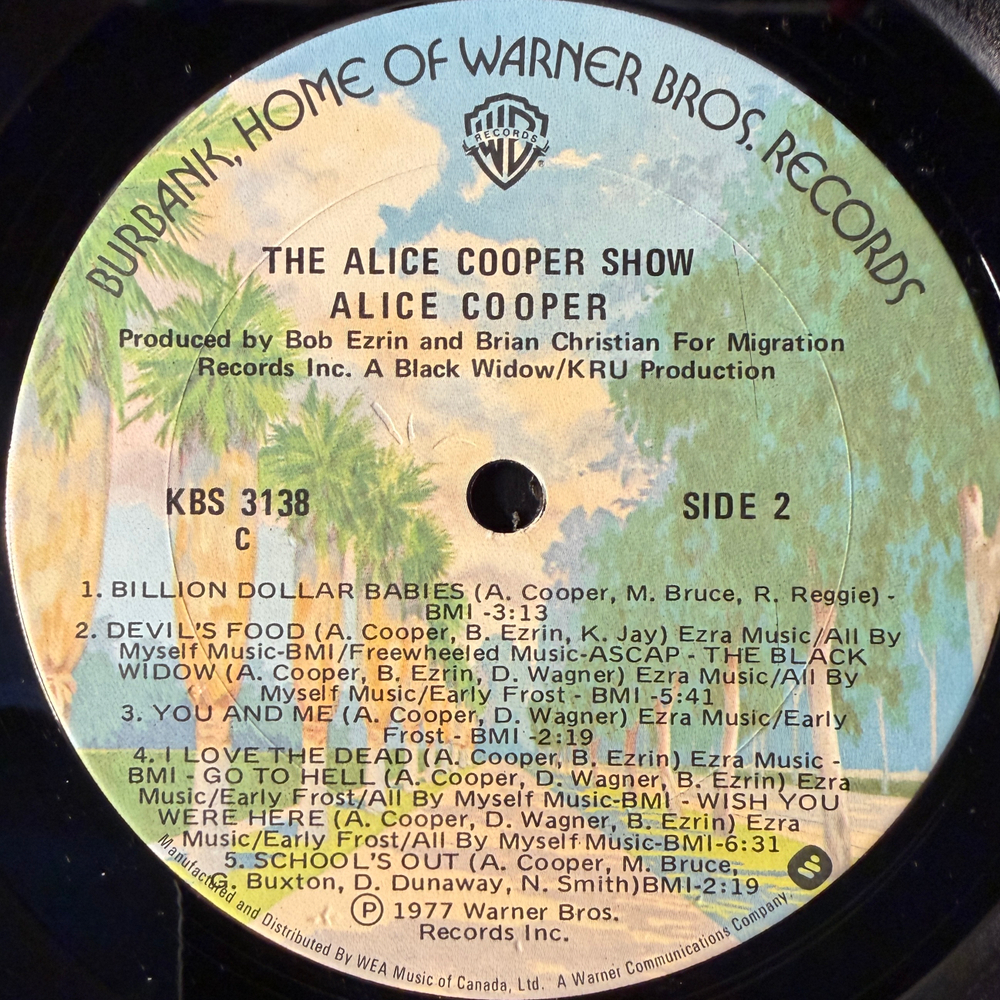 BURBANK, HOME OF WARNER BROS. RECORDS
RECORDS
®
THE ALICE COOPER SHOW
ALICE COOPER
Produced by Bob Ezrin and Brian Christian For Migration
Records Inc. A Black Widow/KRU Production
KBS 3138
SIDE 2
C
1. BILLION DOLLAR BABIES (A. Cooper, M. Bruce, R. Reggie) -
BMI -3:13
2. DEVIL'S FOOD (A. Cooper, B. Ezrin, K. Jay) Ezra Music/All By
Myself Music-BMI/Freewheeled Music-ASCAP - THE BLACK
WIDOW (A. Cooper, B. Ezrin, D. Wagner) Ezra Music/All By
Myself Music/Early Frost - BMI -5:41
3. YOU AND ME (A. Cooper, D. Wagner) Ezra Music/Early
Frost - BMI -2:19
4. I LOVE THE DEAD (A. Cooper, B. Ezrin) Ezra Music -
BMI - GO TO HELL (A. Cooper, D. Wagner, B. Ezrin) Ezra
Music/Early Frost/All By Myself Music-BMI - WISH YOU
WERE HERE (A. Cooper, D. Wagner, B. Ezrin) Ezra
Music/Early Frost/All By Myself Music-BMI-6:31
5. SCHOOL'S OUT (A. Cooper, M. Bruce,
G. Buxton, D. Dunaway, N. Smith)BMI-2:19
℗ 1977 Warner Bros.
Records Inc.
Manufactured and Distributed By WEA Music of Canada, Ltd. A Warner Communications Company